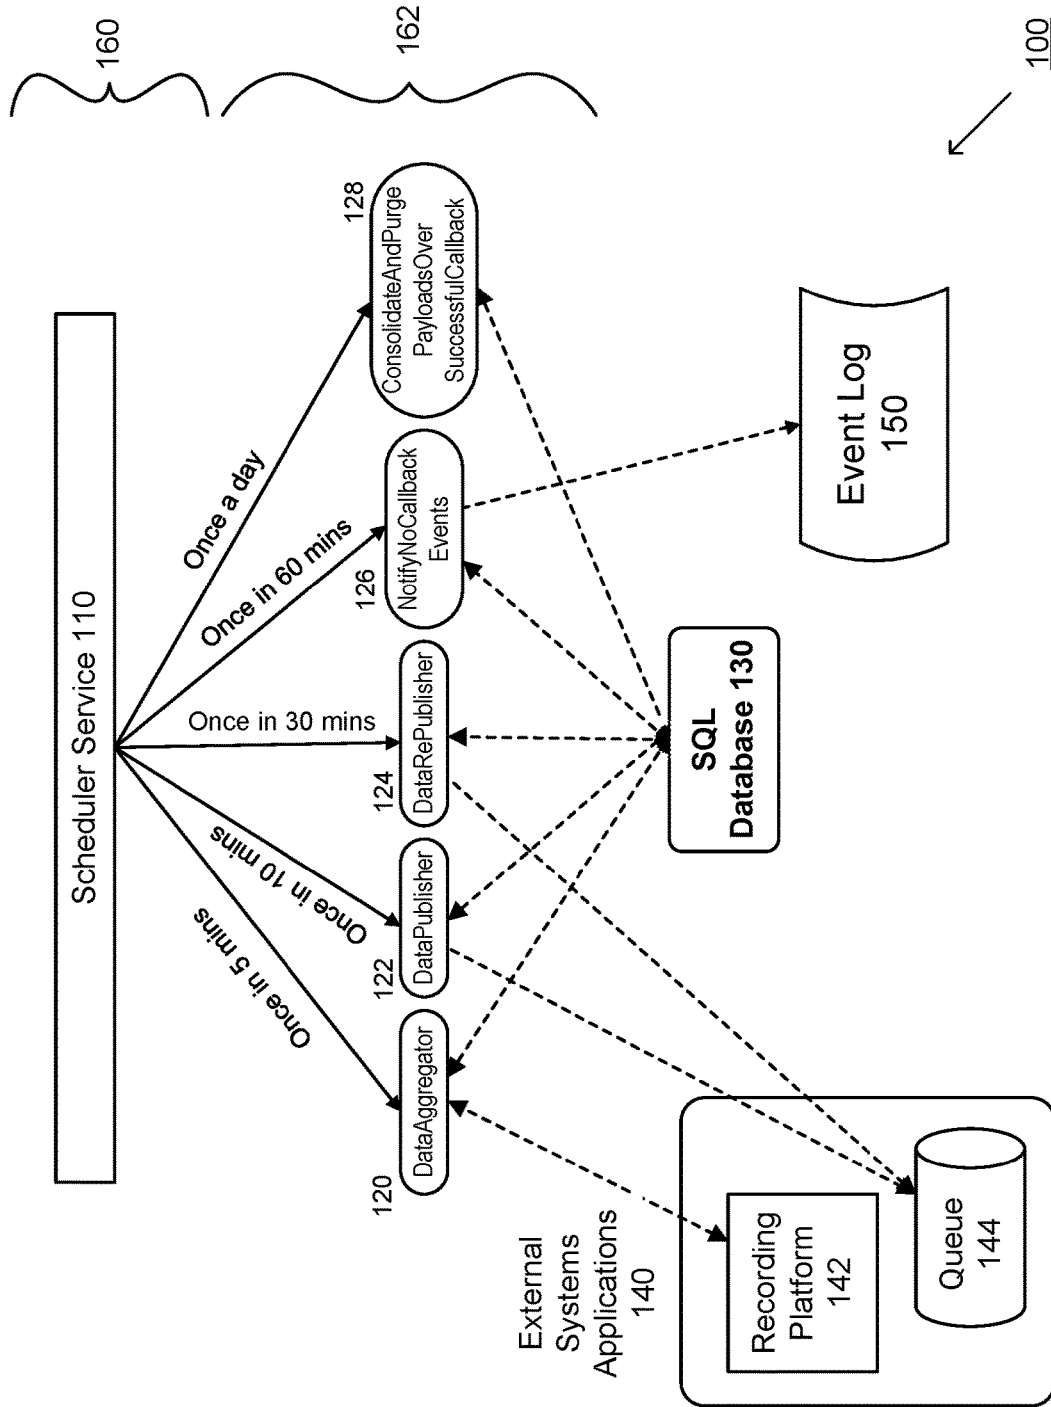 160
162
Scheduler Service 110
Once in 5 mins
Once in 10 mins
Once in 30 mins
Once in 60 mins
Once a day
120
DataAggregator
122
DataPublisher
124
DataRePublisher
126
NotifyNoCallback
Events
128
ConsolidateAndPurge
PayloadsOver
SuccessfulCallback
External
Systems
Applications
140
Recording
Platform
142
Queue
144
SQL
Database 130
Event Log
150
100